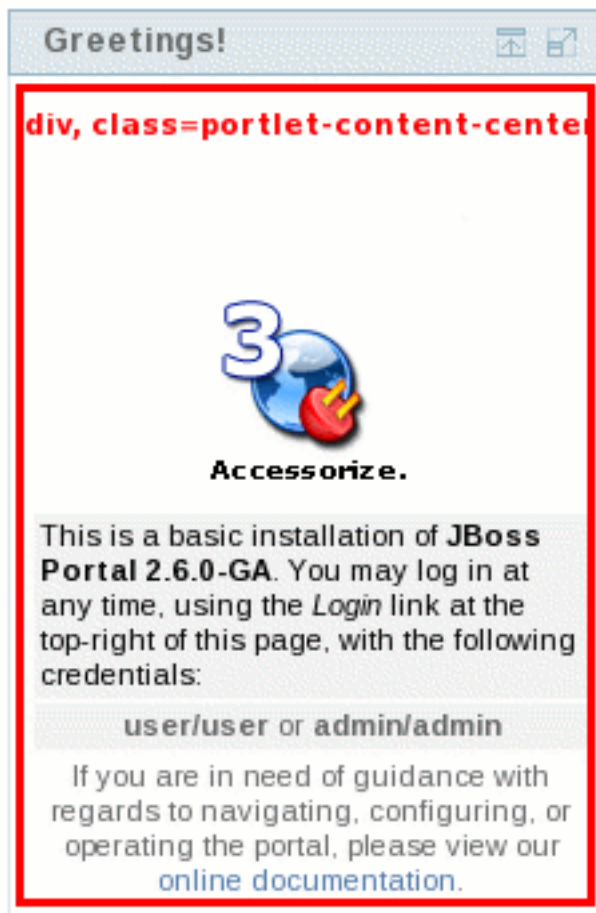 Greetings!
div, class=portlet-content-center
3
Accessorize.
This is a basic installation of JBoss
Portal 2.6.0-GA. You may log in at
any time, using the Login link at the
top-right of this page, with the following
credentials:
user/user or admin/admin
If you are in need of guidance with
regards to navigating, configuring, or
operating the portal, please view our
online documentation.